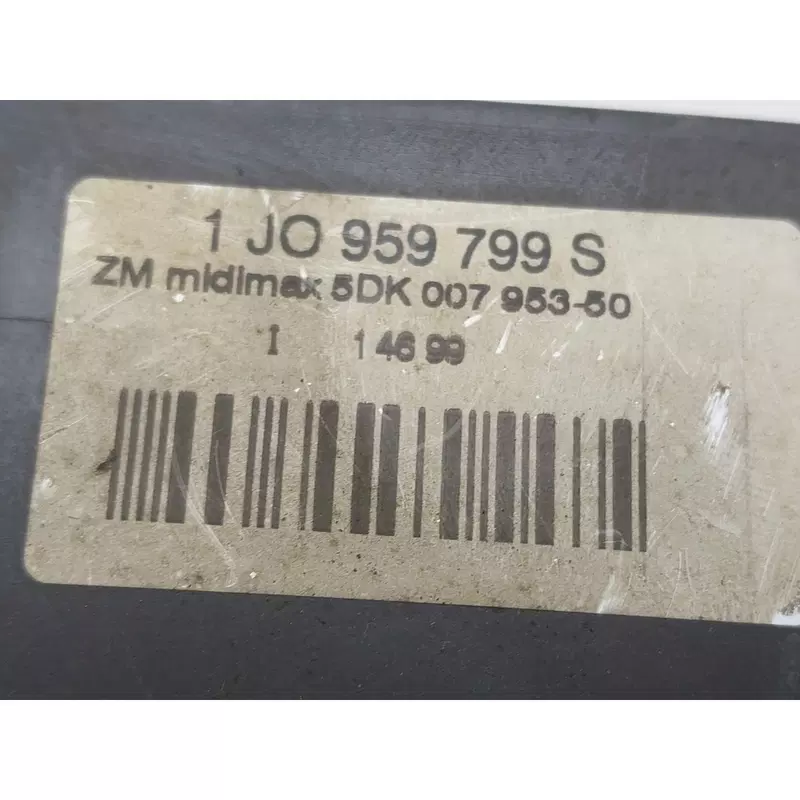 1 JO 959 799 S
ZM midimax 5DK 007 953-50
I 14699